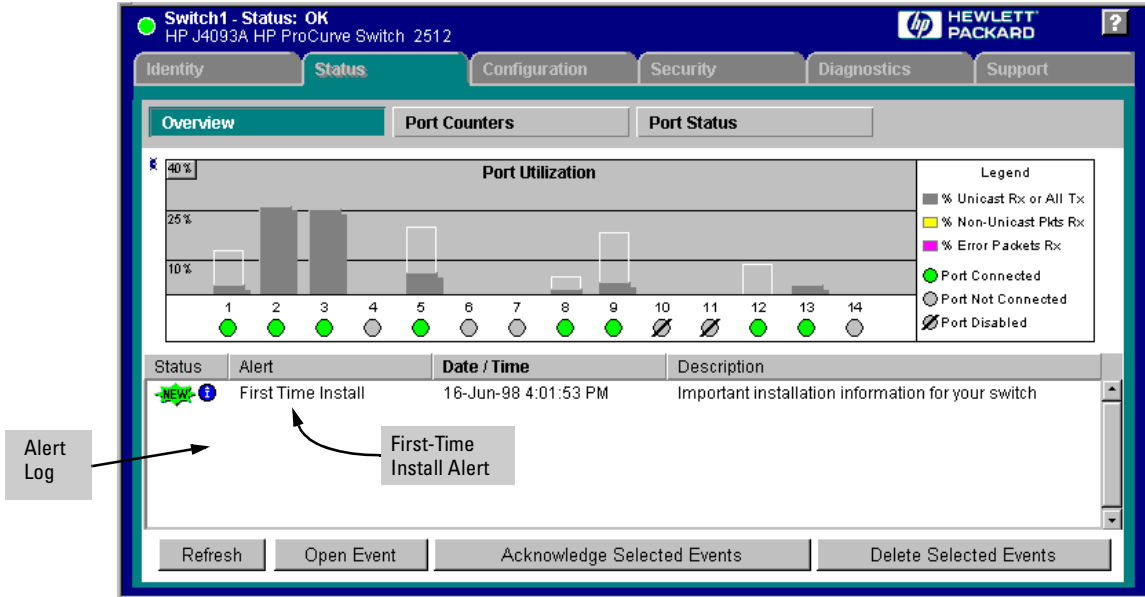 Switch1 - Status: OK
HP J4093A HP ProCurve Switch 2512
hp HEWLETT PACKARD
?
Identity Status Configuration Security Diagnostics Support
Overview Port Counters Port Status
40 %
Port Utilization
25 %
10 %
1 2 3 4 5 6 7 8 9 10 11 12 13 14
Legend
% Unicast Rx or All Tx
% Non-Unicast Pkts Rx
% Error Packets Rx
Port Connected
Port Not Connected
Port Disabled
Status Alert Date / Time Description
NEW i First Time Install 16-Jun-98 4:01:53 PM Important installation information for your switch
Alert
Log
First-Time
Install Alert
Refresh Open Event Acknowledge Selected Events Delete Selected Events